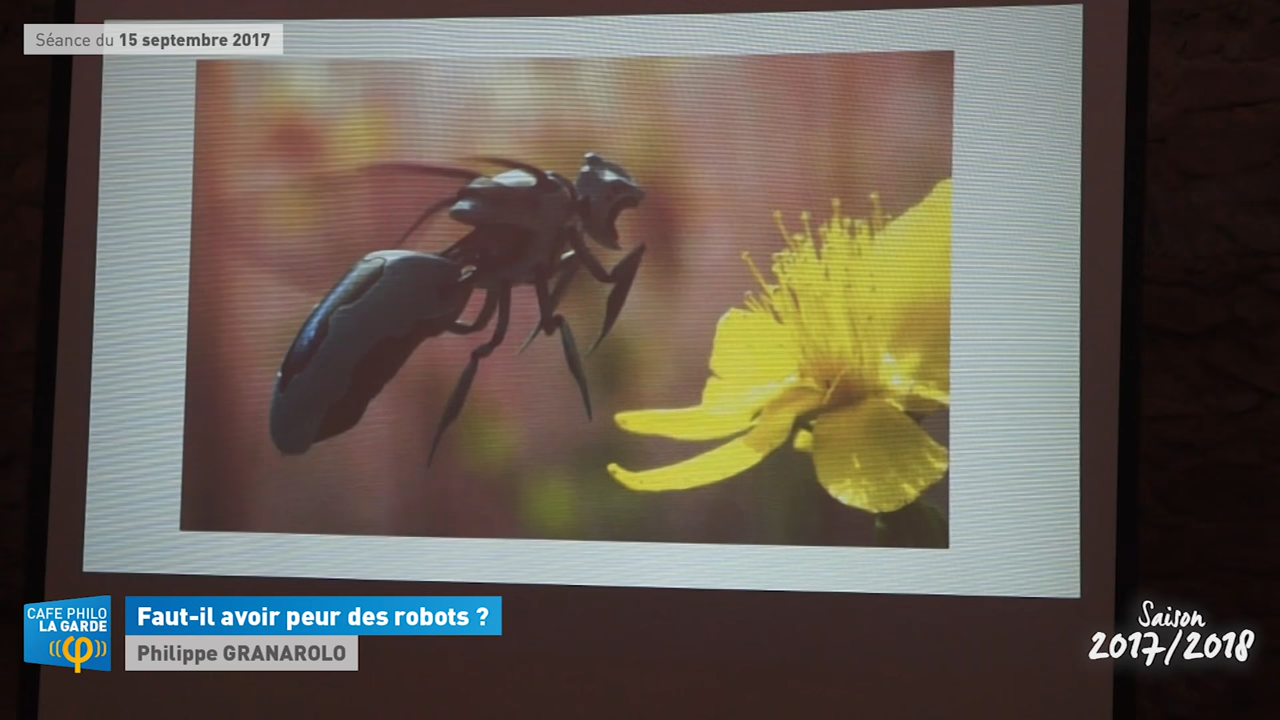 Séance du 15 septembre 2017
CAFE PHILO
LA GARDE
Faut-il avoir peur des robots ?
Philippe GRANAROLO
Saison
2017/2018